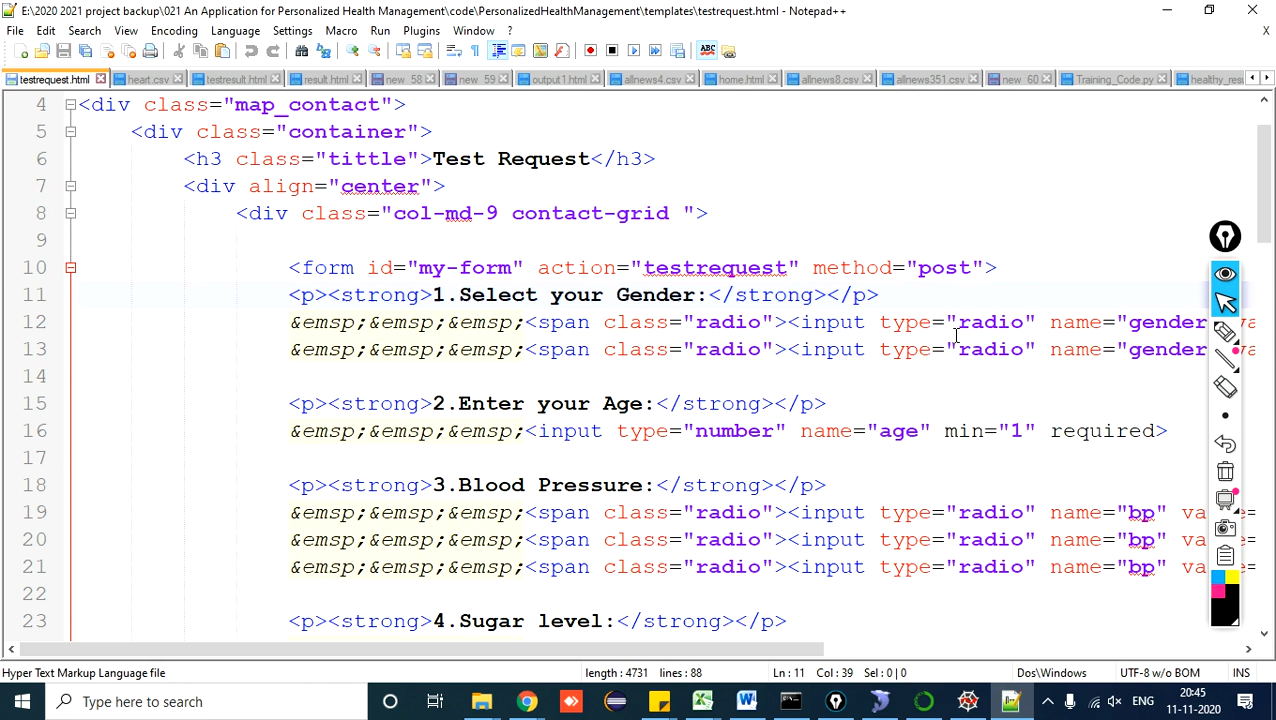 E:\2020 2021 project backup\021 An Application for Personalized Health Management\code\PersonalizedHealthManagement\templates\testrequest.html - Notepad++
File Edit Search View Encoding Language Settings Macro Run Plugins Window ?
X
ABC
testrequest.html heart.csv testresult.html result.html new 58 new 59 output1.html allnews4.csv home.html allnews8.csv allnews351.csv new 60 Training_Code.py healthy_res
4 <div class="map_contact">
5 <div class="container">
6 <h3 class="tittle">Test Request</h3>
7 <div align="center">
8 <div class="col-md-9 contact-grid ">
9
10 <form id="my-form" action="testrequest" method="post">
11 <p><strong>1.Select your Gender:</strong></p>
12 &emsp;&emsp;&emsp;<span class="radio"><input type="radio" name="gender
13 &emsp;&emsp;&emsp;<span class="radio"><input type="radio" name="gender
14
15 <p><strong>2.Enter your Age:</strong></p>
16 &emsp;&emsp;&emsp;<input type="number" name="age" min="1" required>
17
18 <p><strong>3.Blood Pressure:</strong></p>
19 &emsp;&emsp;&emsp;<span class="radio"><input type="radio" name="bp" va
20 &emsp;&emsp;&emsp;<span class="radio"><input type="radio" name="bp" va
21 &emsp;&emsp;&emsp;<span class="radio"><input type="radio" name="bp" va
22
23 <p><strong>4.Sugar level:</strong></p>
Hyper Text Markup Language file length : 4731 lines : 88 Ln : 11 Col : 39 Sel : 0 | 0 Dos\Windows UTF-8 w/o BOM INS
Type here to search
ENG
20:45
11-11-2020